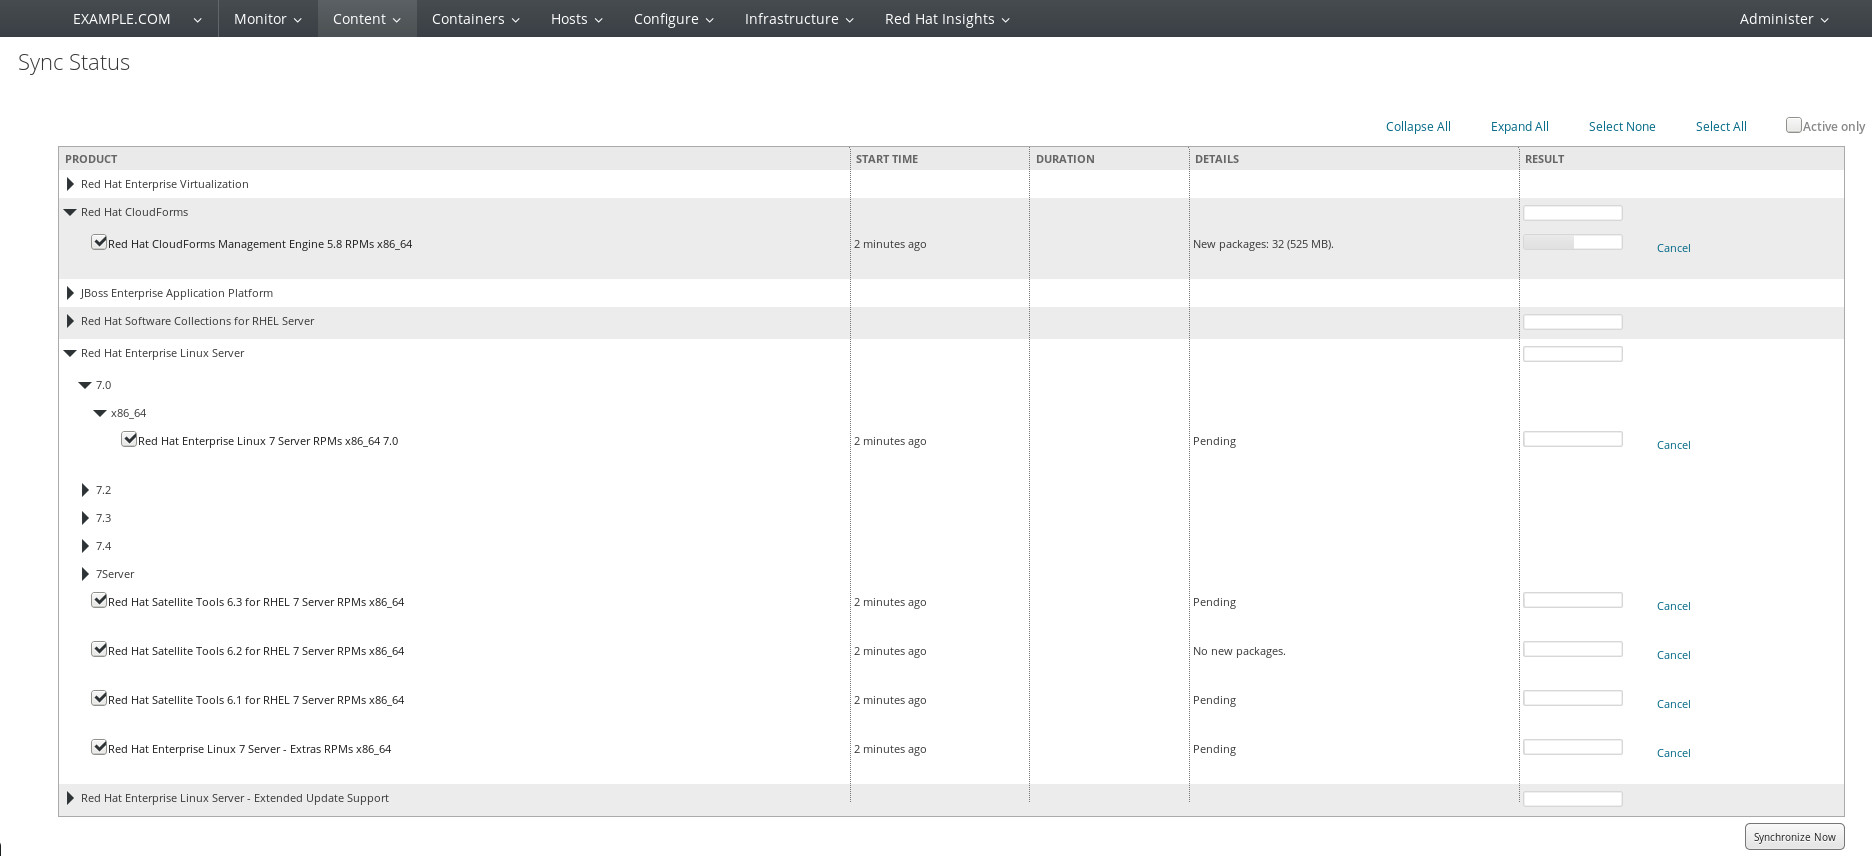 EXAMPLE.COM Monitor Content Containers Hosts Configure Infrastructure Red Hat Insights Administer
Sync Status
Collapse All Expand All Select None Select All Active only
PRODUCT START TIME DURATION DETAILS RESULT
Red Hat Enterprise Virtualization
Red Hat CloudForms
Red Hat CloudForms Management Engine 5.8 RPMs x86_64 2 minutes ago New packages: 32 (525 MB). Cancel
JBoss Enterprise Application Platform
Red Hat Software Collections for RHEL Server
Red Hat Enterprise Linux Server
7.0
x86_64
Red Hat Enterprise Linux 7 Server RPMs x86_64 7.0 2 minutes ago Pending Cancel
7.2
7.3
7.4
7Server
Red Hat Satellite Tools 6.3 for RHEL 7 Server RPMs x86_64 2 minutes ago Pending Cancel
Red Hat Satellite Tools 6.2 for RHEL 7 Server RPMs x86_64 2 minutes ago No new packages. Cancel
Red Hat Satellite Tools 6.1 for RHEL 7 Server RPMs x86_64 2 minutes ago Pending Cancel
Red Hat Enterprise Linux 7 Server - Extras RPMs x86_64 2 minutes ago Pending Cancel
Red Hat Enterprise Linux Server - Extended Update Support
Synchronize Now